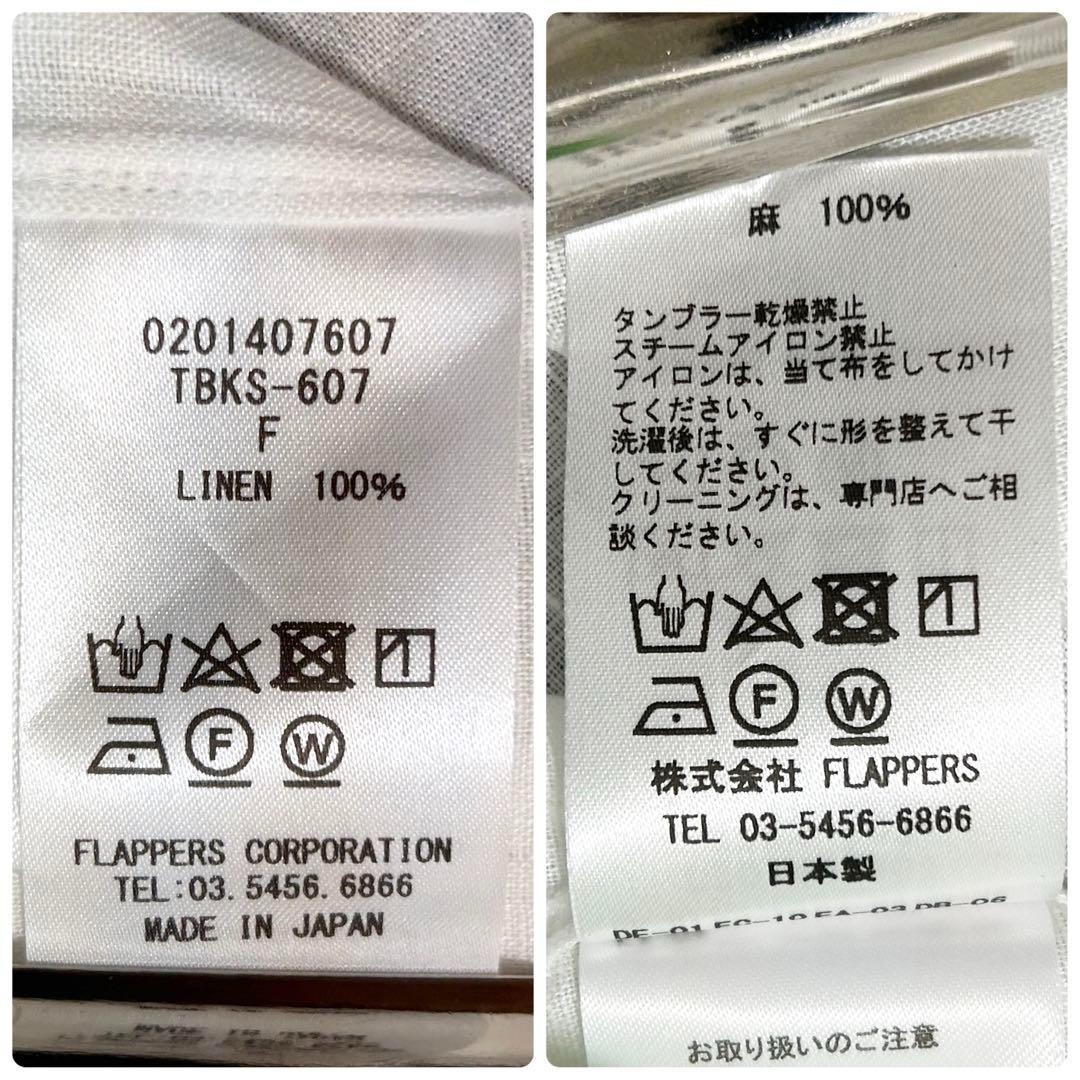 0201407607
TBKS-607
F
LINEN 100%
F W
FLAPPERS CORPORATION
TEL:03.5456.6866
MADE IN JAPAN
麻 100%
タンブラー乾燥禁止
スチームアイロン禁止
アイロンは、当て布をしてかけ
てください。
洗濯後は、すぐに形を整えて干
してください。
クリーニングは、専門店へご相
談ください。
F W
株式会社 FLAPPERS
TEL 03-5456-6866
日本製
お取り扱いのご注意